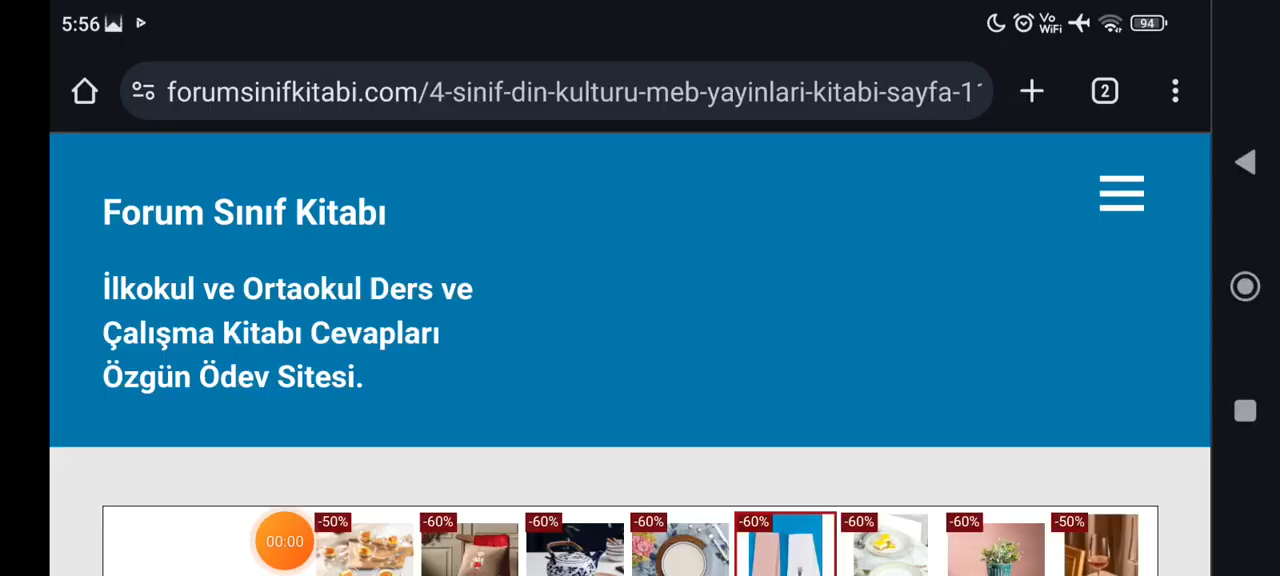 5:56
Vo
WiFi
94
forumsinifkitabi.com/4-sinif-din-kulturu-meb-yayinlari-kitabi-sayfa-1
2
Forum Sınıf Kitabı
İlkokul ve Ortaokul Ders ve
Çalışma Kitabı Cevapları
Özgün Ödev Sitesi.
-50% -60% -60% -60% -60% -60% -60% -50%
00:00